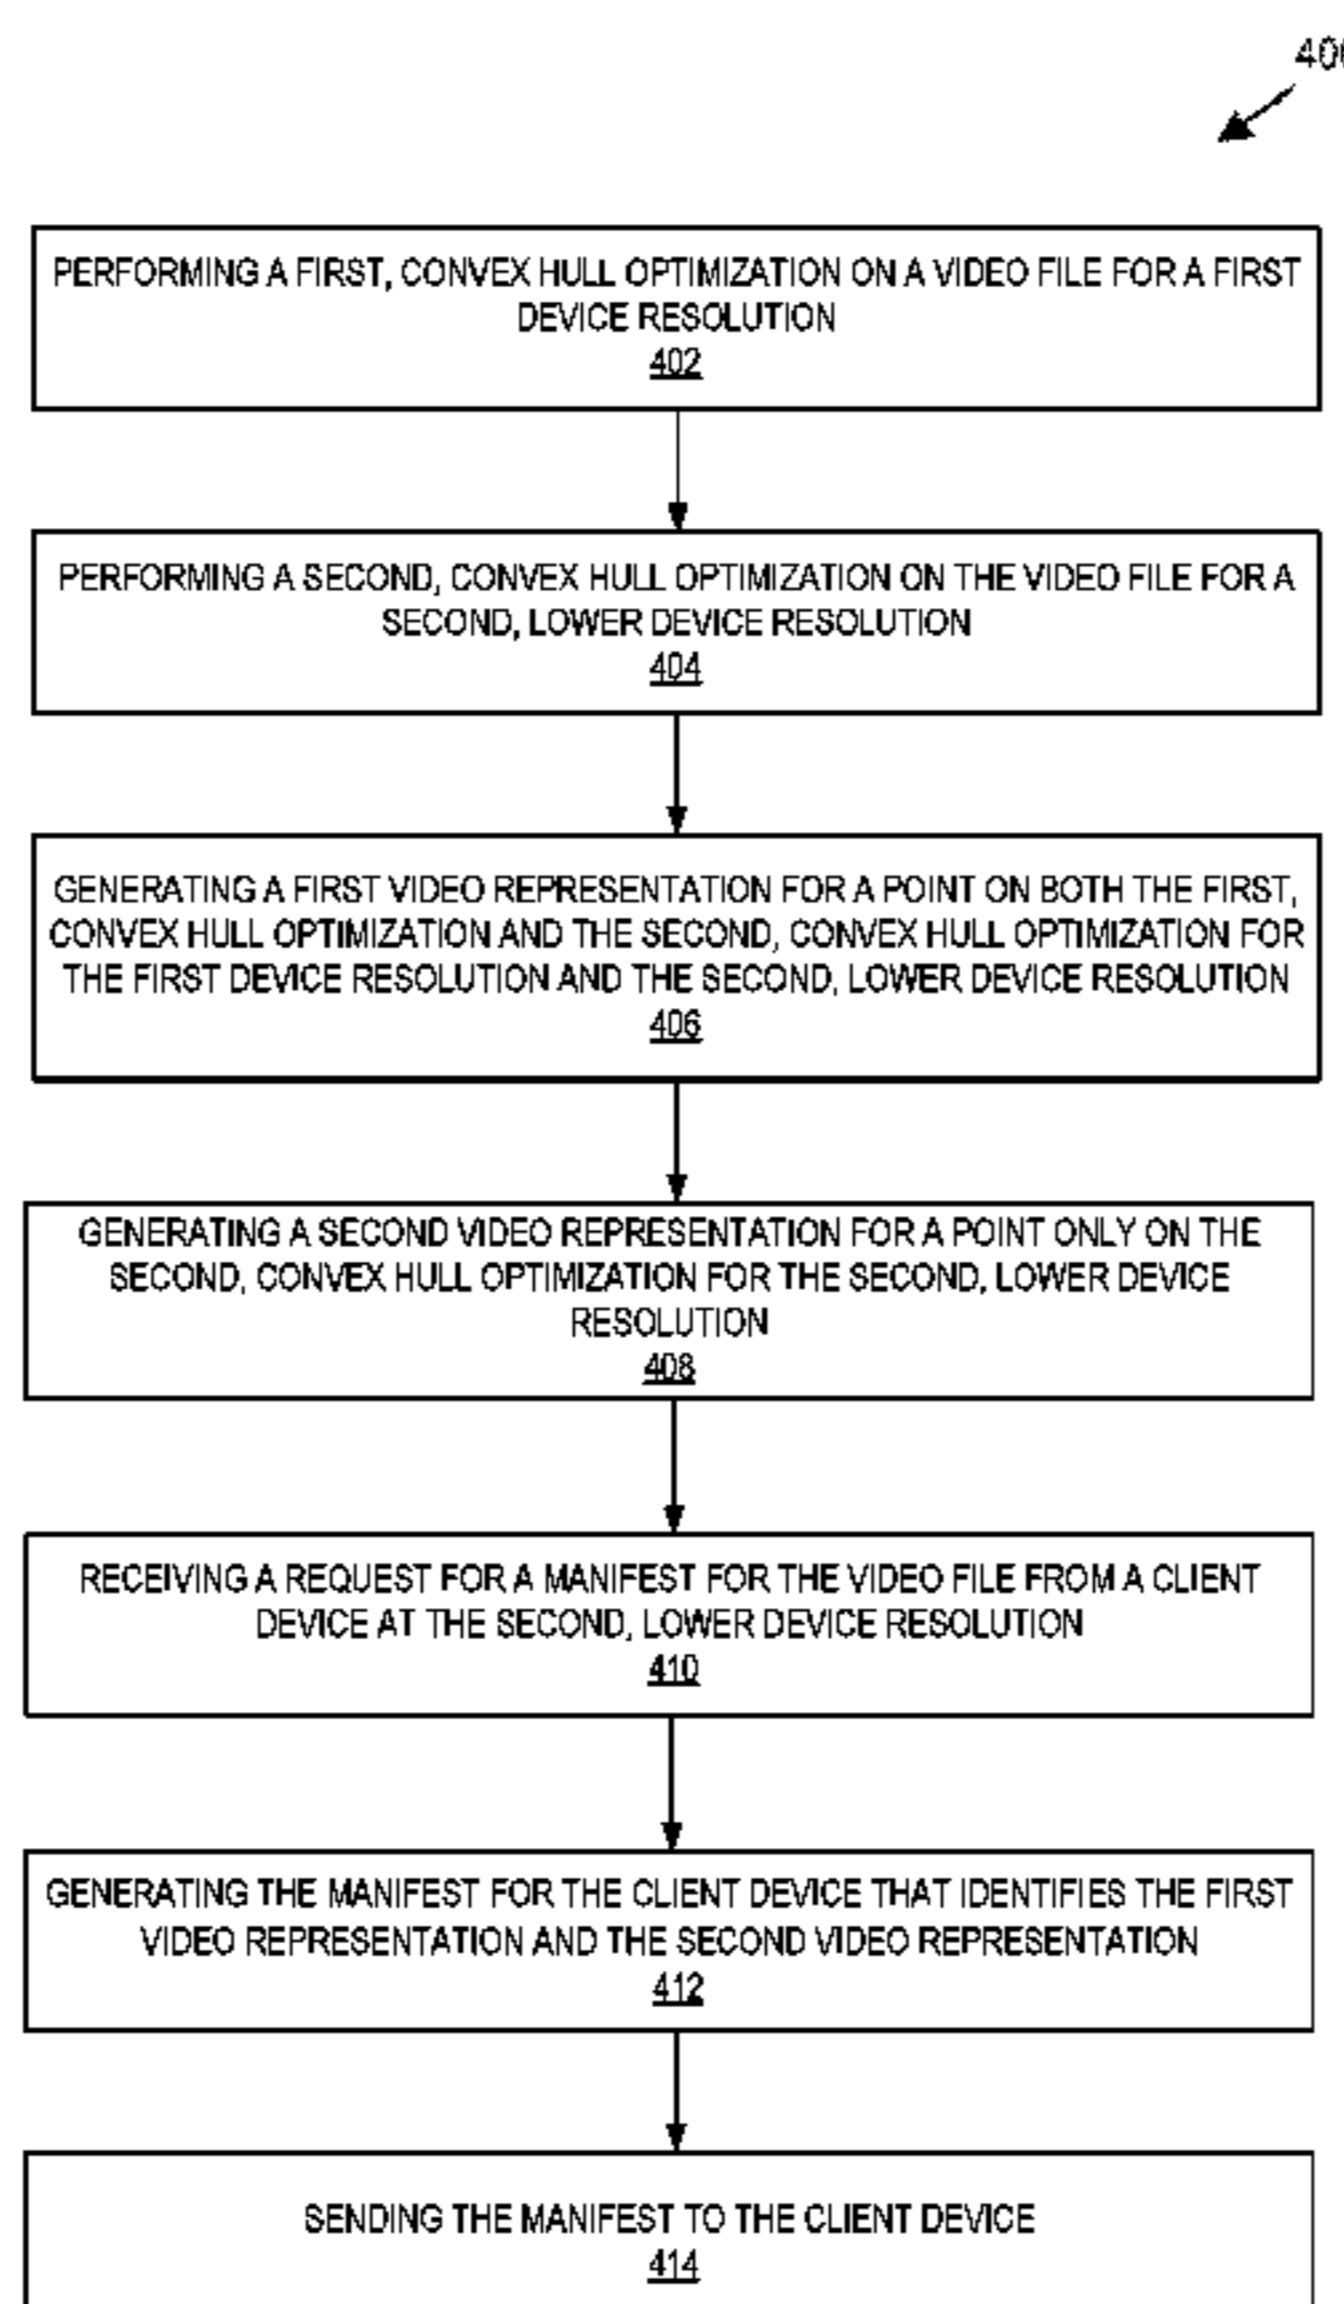 400
PERFORMING A FIRST, CONVEX HULL OPTIMIZATION ON A VIDEO FILE FOR A FIRST
DEVICE RESOLUTION
402
PERFORMING A SECOND, CONVEX HULL OPTIMIZATION ON THE VIDEO FILE FOR A
SECOND, LOWER DEVICE RESOLUTION
404
GENERATING A FIRST VIDEO REPRESENTATION FOR A POINT ON BOTH THE FIRST,
CONVEX HULL OPTIMIZATION AND THE SECOND, CONVEX HULL OPTIMIZATION FOR
THE FIRST DEVICE RESOLUTION AND THE SECOND, LOWER DEVICE RESOLUTION
406
GENERATING A SECOND VIDEO REPRESENTATION FOR A POINT ONLY ON THE
SECOND, CONVEX HULL OPTIMIZATION FOR THE SECOND, LOWER DEVICE
RESOLUTION
408
RECEIVING A REQUEST FOR A MANIFEST FOR THE VIDEO FILE FROM A CLIENT
DEVICE AT THE SECOND, LOWER DEVICE RESOLUTION
410
GENERATING THE MANIFEST FOR THE CLIENT DEVICE THAT IDENTIFIES THE FIRST
VIDEO REPRESENTATION AND THE SECOND VIDEO REPRESENTATION
412
SENDING THE MANIFEST TO THE CLIENT DEVICE
414